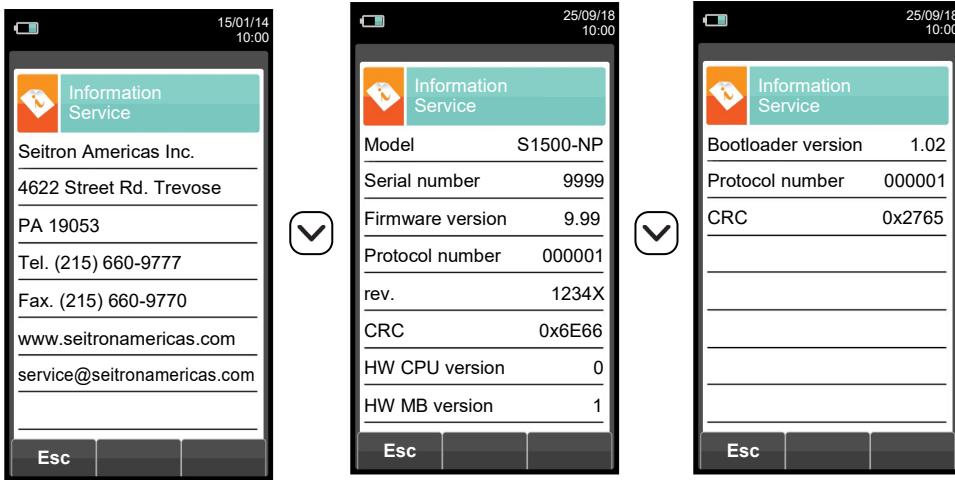 15/01/14
10:00
Information
Service
Seitron Americas Inc.
4622 Street Rd. Trevose
PA 19053
Tel. (215) 660-9777
Fax. (215) 660-9770
www.seitronamericas.com
service@seitronamericas.com
Esc
25/09/18
10:00
Information
Service
Model S1500-NP
Serial number 9999
Firmware version 9.99
Protocol number 000001
rev. 1234X
CRC 0x6E66
HW CPU version 0
HW MB version 1
Esc
25/09/18
10:00
Information
Service
Bootloader version 1.02
Protocol number 000001
CRC 0x2765
Esc